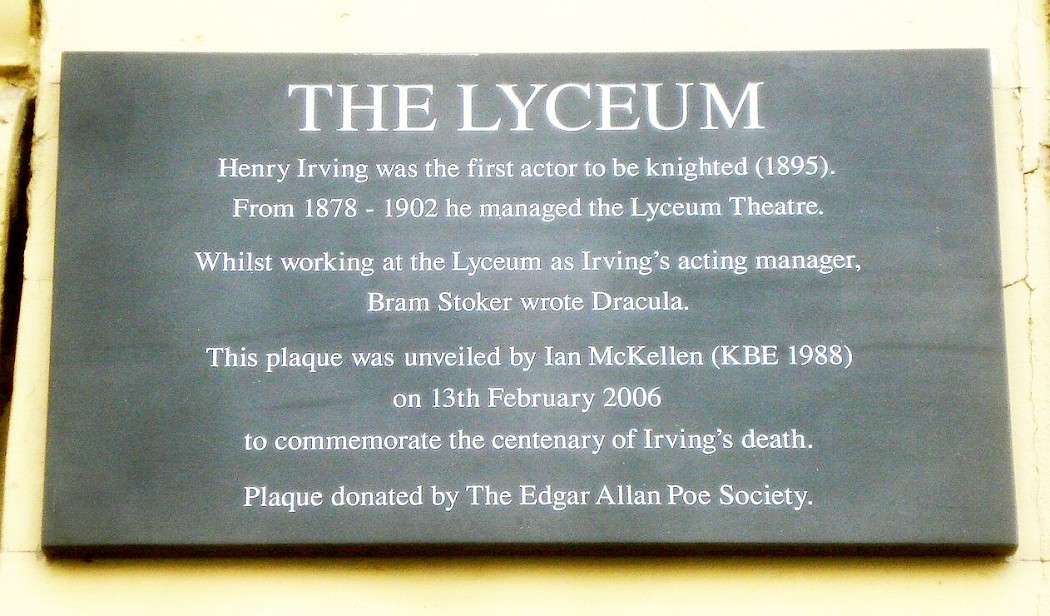 THE LYCEUM
Henry Irving was the first actor to be knighted (1895).
From 1878 - 1902 he managed the Lyceum Theatre.
Whilst working at the Lyceum as Irving's acting manager,
Bram Stoker wrote Dracula.
This plaque was unveiled by Ian McKellen (KBE 1988)
on 13th February 2006
to commemorate the centenary of Irving's death.
Plaque donated by The Edgar Allan Poe Society.